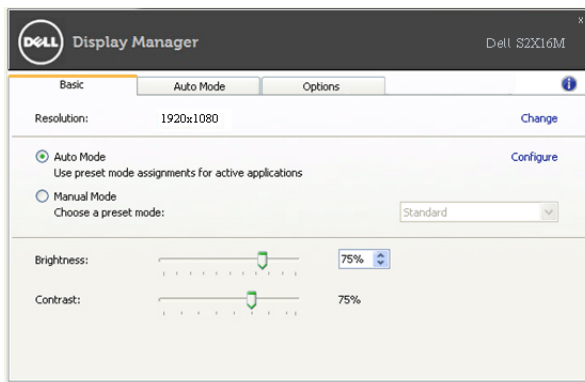 DELL Display Manager
Dell S2X16M
Basic Auto Mode Options
Resolution: 1920x1080 Change
Auto Mode Configure
Use preset mode assignments for active applications
Manual Mode
Choose a preset mode: Standard
Brightness: 75%
Contrast: 75%